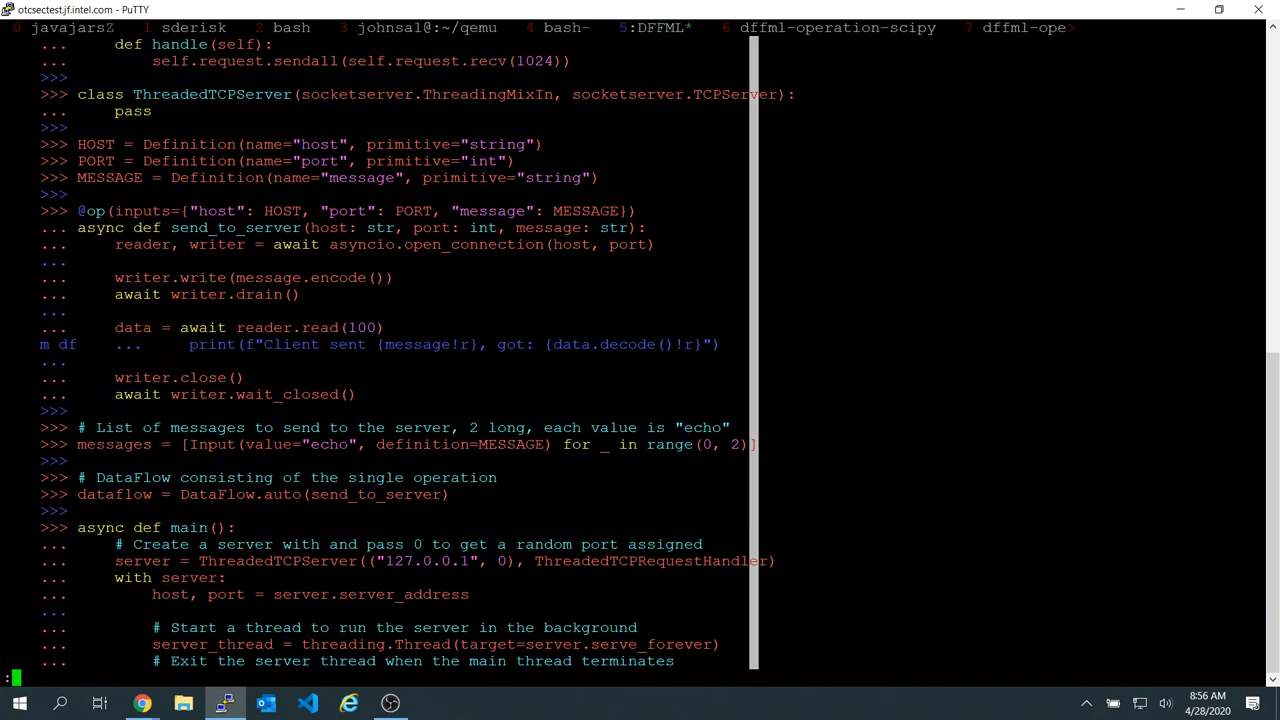 otcsectest.jf.intel.com - PuTTY
0 javajarsZ 1 sderisk 2 bash 3 johnsa1@:~/qemu 4 bash- 5:DFFML* 6 dffml-operation-scipy 7 dffml-ope>
...     def handle(self):
...         self.request.sendall(self.request.recv(1024))
>>>
>>> class ThreadedTCPServer(socketserver.ThreadingMixIn, socketserver.TCPServer):
...     pass
>>>
>>> HOST = Definition(name="host", primitive="string")
>>> PORT = Definition(name="port", primitive="int")
>>> MESSAGE = Definition(name="message", primitive="string")
>>>
>>> @op(inputs={"host": HOST, "port": PORT, "message": MESSAGE})
... async def send_to_server(host: str, port: int, message: str):
...     reader, writer = await asyncio.open_connection(host, port)
...
...     writer.write(message.encode())
...     await writer.drain()
...
...     data = await reader.read(100)
m df    ...     print(f"Client sent {message!r}, got: {data.decode()!r}")
...
...     writer.close()
...     await writer.wait_closed()
>>>
>>> # List of messages to send to the server, 2 long, each value is "echo"
>>> messages = [Input(value="echo", definition=MESSAGE) for _ in range(0, 2)]
>>>
>>> # DataFlow consisting of the single operation
>>> dataflow = DataFlow.auto(send_to_server)
>>>
>>> async def main():
...     # Create a server with and pass 0 to get a random port assigned
...     server = ThreadedTCPServer(("127.0.0.1", 0), ThreadedTCPRequestHandler)
...     with server:
...         host, port = server.server_address
...
...         # Start a thread to run the server in the background
...         server_thread = threading.Thread(target=server.serve_forever)
...         # Exit the server thread when the main thread terminates
:
8:56 AM
4/28/2020